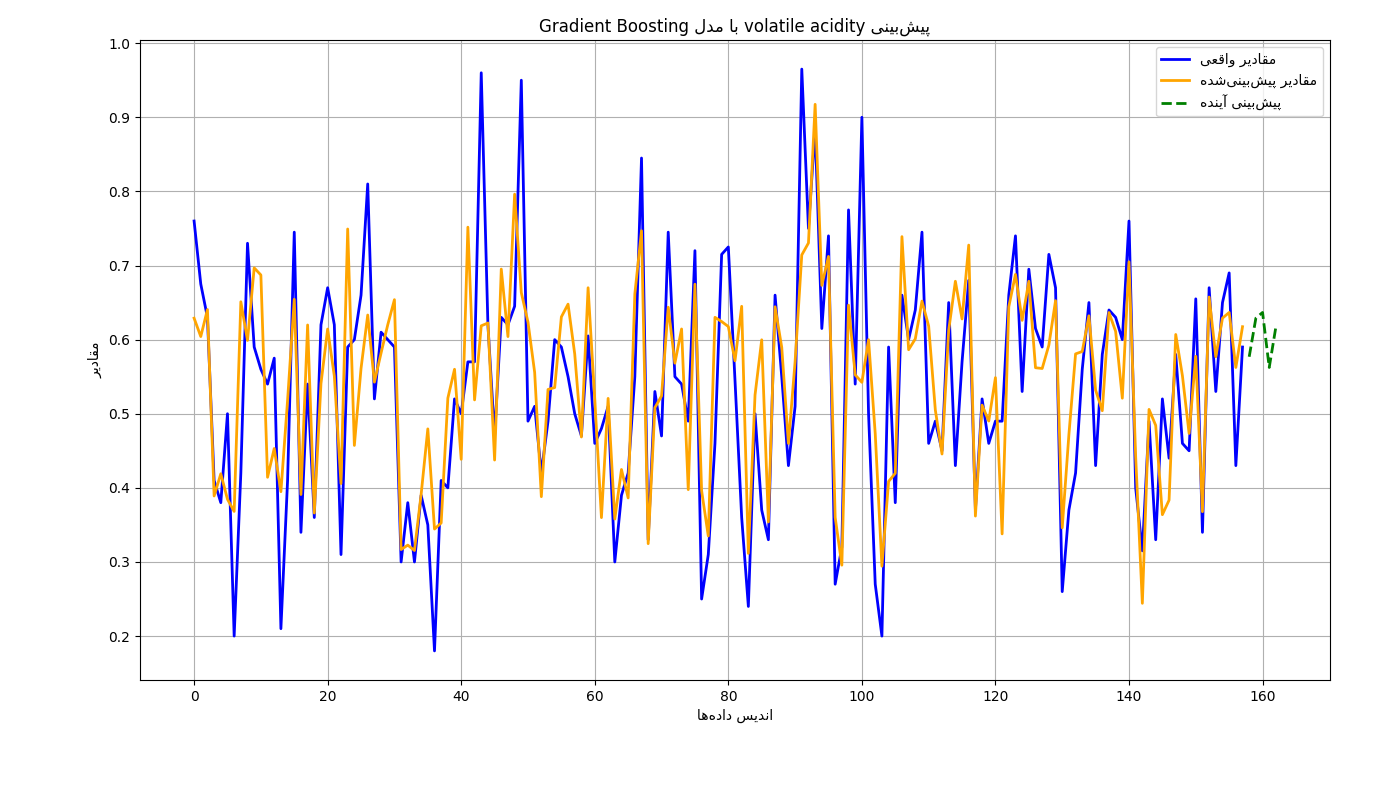 پیش‌بینی volatile acidity با مدل Gradient Boosting
مقادیر واقعی
مقادیر پیش‌بینی‌شده
پیش‌بینی آینده
1.0
0.9
0.8
0.7
0.6
0.5
0.4
0.3
0.2
مقادیر
0 20 40 60 80 100 120 140 160
اندیس داده‌ها